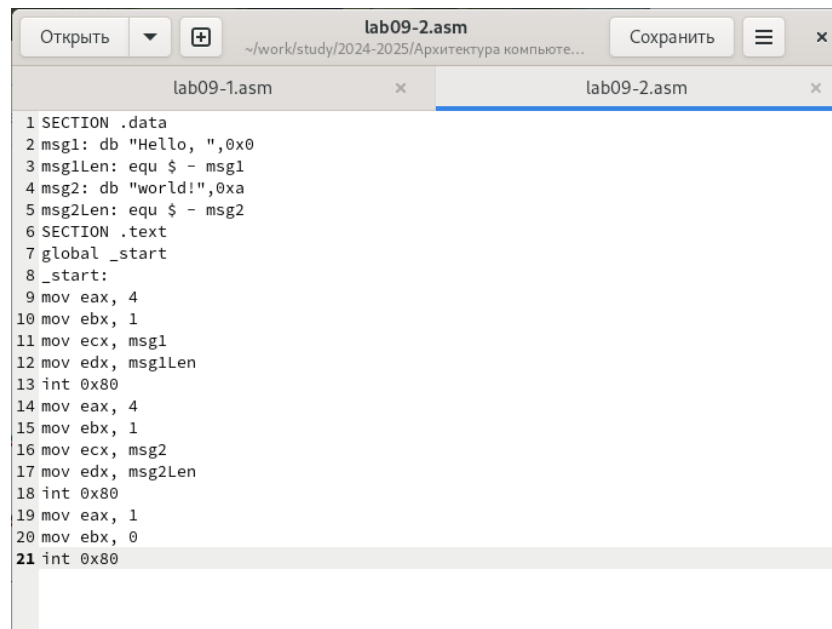 Открыть
lab09-2.asm
~/work/study/2024-2025/Архитектура компьюте...
Сохранить
lab09-1.asm
lab09-2.asm
1 SECTION .data
2 msg1: db "Hello, ",0x0
3 msg1Len: equ $ - msg1
4 msg2: db "world!",0xa
5 msg2Len: equ $ - msg2
6 SECTION .text
7 global _start
8 _start:
9 mov eax, 4
10 mov ebx, 1
11 mov ecx, msg1
12 mov edx, msg1Len
13 int 0x80
14 mov eax, 4
15 mov ebx, 1
16 mov ecx, msg2
17 mov edx, msg2Len
18 int 0x80
19 mov eax, 1
20 mov ebx, 0
21 int 0x80